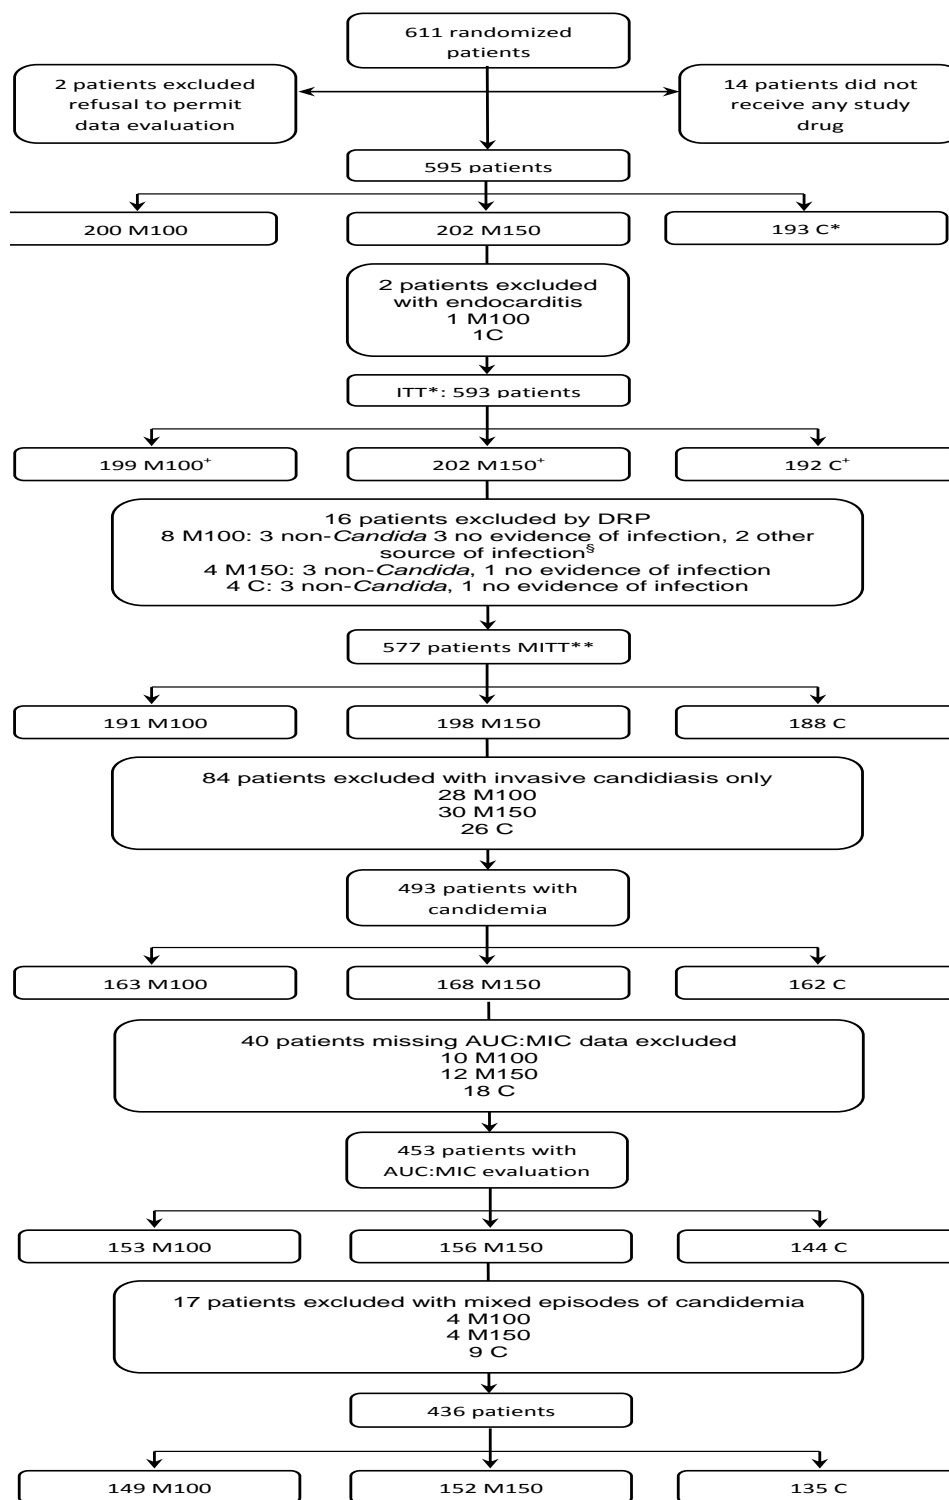 611 randomized
patients
2 patients excluded
refusal to permit
data evaluation
14 patients did not
receive any study
drug
595 patients
200 M100
202 M150
193 C*
2 patients excluded
with endocarditis
1 M100
1C
ITT*: 593 patients
199 M100⁺
202 M150⁺
192 C⁺
16 patients excluded by DRP
8 M100: 3 non-Candida 3 no evidence of infection, 2 other
source of infection§
4 M150: 3 non-Candida, 1 no evidence of infection
4 C: 3 non-Candida, 1 no evidence of infection
577 patients MITT**
191 M100
198 M150
188 C
84 patients excluded with invasive candidiasis only
28 M100
30 M150
26 C
493 patients with
candidemia
163 M100
168 M150
162 C
40 patients missing AUC:MIC data excluded
10 M100
12 M150
18 C
453 patients with
AUC:MIC evaluation
153 M100
156 M150
144 C
17 patients excluded with mixed episodes of candidemia
4 M100
4 M150
9 C
436 patients
149 M100
152 M150
135 C